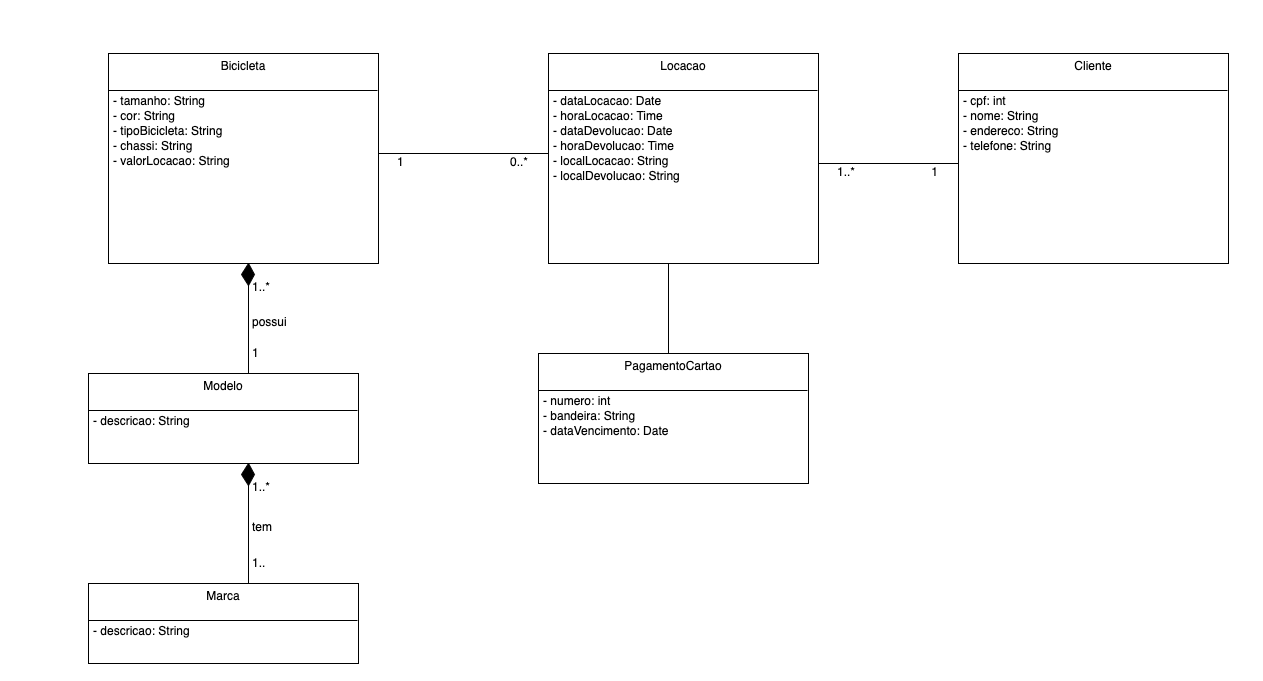 Bicicleta
- tamanho: String
- cor: String
- tipoBicicleta: String
- chassi: String
- valorLocacao: String
1
0..*
Locacao
- dataLocacao: Date
- horaLocacao: Time
- dataDevolucao: Date
- horaDevolucao: Time
- localLocacao: String
- localDevolucao: String
1..*
1
Cliente
- cpf: int
- nome: String
- endereco: String
- telefone: String
1..*
possui
1
Modelo
- descricao: String
1..*
tem
1..
Marca
- descricao: String
PagamentoCartao
- numero: int
- bandeira: String
- dataVencimento: Date